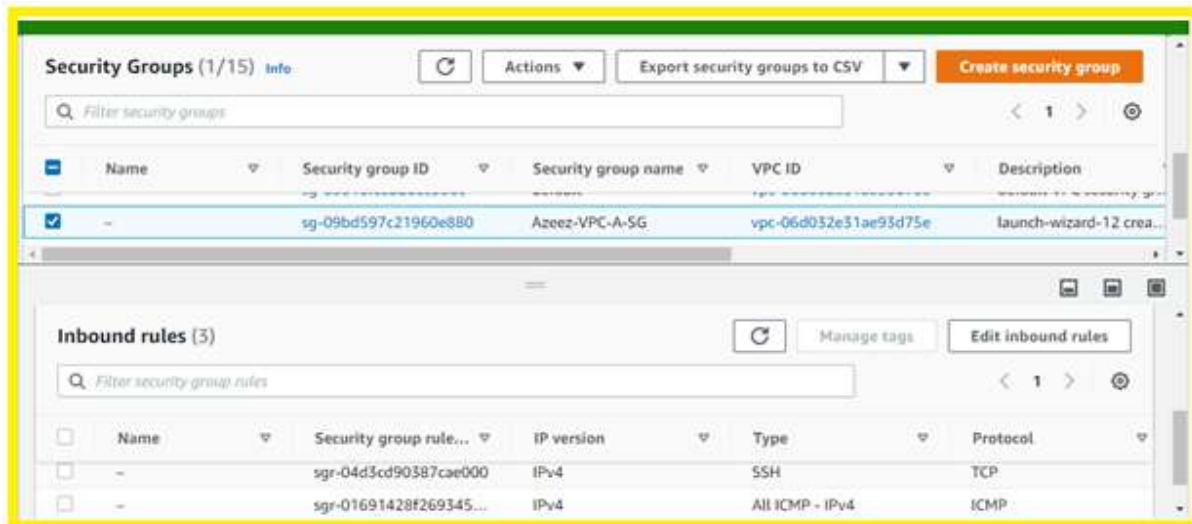 Security Groups (1/15) Info Actions Export security groups to CSV Create security group
Filter security groups 1
Name Security group ID Security group name VPC ID Description
– sg-09bd597c21960e880 Azeez-VPC-A-SG vpc-06d032e31ae93d75e launch-wizard-12 crea...
Inbound rules (3) Manage tags Edit inbound rules
Filter security group rules 1
Name Security group rule... IP version Type Protocol
– sgr-04d3cd90387cae000 IPv4 SSH TCP
– sgr-01691428f269345... IPv4 All ICMP - IPv4 ICMP